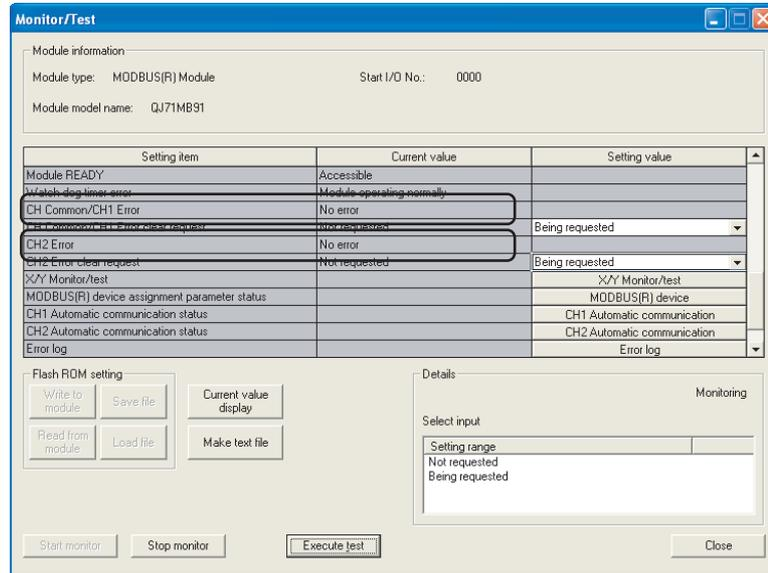 Monitor/Test
Module information
Module type: MODBUS(R) Module Start I/O No.: 0000
Module model name: QJ71MB91
Setting item Current value Setting value
Module READY Accessible
Watch dog timer error Module operating normally
CH Common/CH1 Error No error
CH Common/CH1 Error clear request Not requested Being requested
CH2 Error No error
CH2 Error clear request Not requested Being requested
X/Y Monitor/test X/Y Monitor/test
MODBUS(R) device assignment parameter status MODBUS(R) device
CH1 Automatic communication status CH1 Automatic communication
CH2 Automatic communication status CH2 Automatic communication
Error log Error log
Flash ROM setting
Write to module
Save file
Current value display
Read from module
Load file
Make text file
Details
Monitoring
Select input
Setting range
Not requested
Being requested
Start monitor Stop monitor Execute test Close